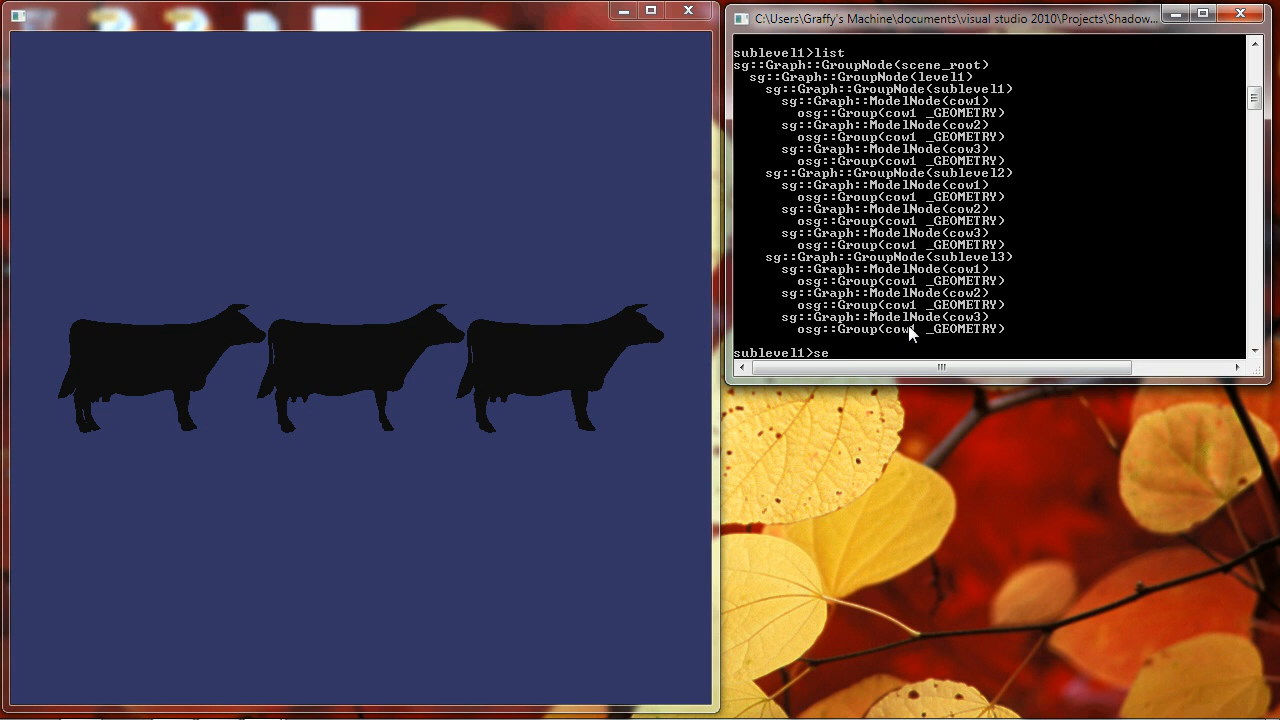 C:\Users\Graffy's Machine\documents\visual studio 2010\Projects\Shadow...
sublevel1>list
sg::Graph::GroupNode(scene_root)
sg::Graph::GroupNode(level1)
sg::Graph::GroupNode(sublevel1)
sg::Graph::ModelNode(cow1)
osg::Group(cow1 _GEOMETRY)
sg::Graph::ModelNode(cow2)
osg::Group(cow1 _GEOMETRY)
sg::Graph::ModelNode(cow3)
osg::Group(cow1 _GEOMETRY)
sg::Graph::GroupNode(sublevel2)
sg::Graph::ModelNode(cow1)
osg::Group(cow1 _GEOMETRY)
sg::Graph::ModelNode(cow2)
osg::Group(cow1 _GEOMETRY)
sg::Graph::ModelNode(cow3)
osg::Group(cow1 _GEOMETRY)
sg::Graph::GroupNode(sublevel3)
sg::Graph::ModelNode(cow1)
osg::Group(cow1 _GEOMETRY)
sg::Graph::ModelNode(cow2)
osg::Group(cow1 _GEOMETRY)
sg::Graph::ModelNode(cow3)
osg::Group(cow1 _GEOMETRY)
sublevel1>se